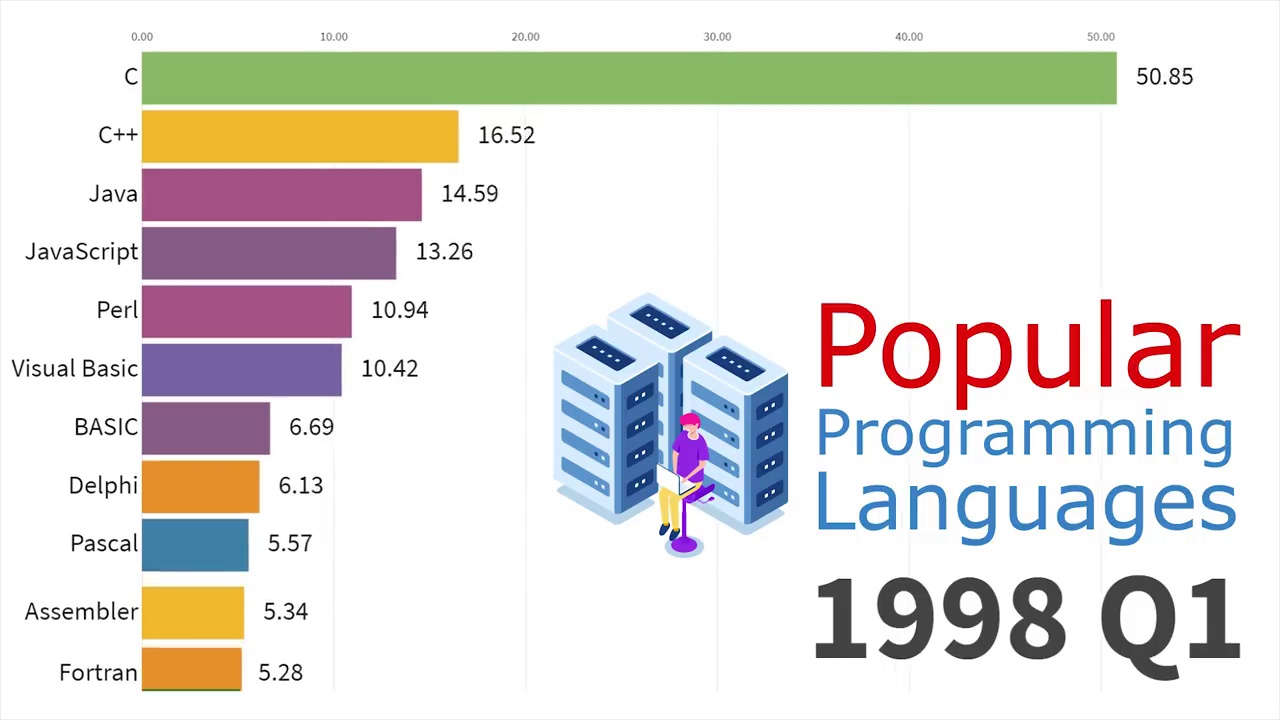 0.00 10.00 20.00 30.00 40.00 50.00
C 50.85
C++ 16.52
Java 14.59
JavaScript 13.26
Perl 10.94
Visual Basic 10.42
BASIC 6.69
Delphi 6.13
Pascal 5.57
Assembler 5.34
Fortran 5.28
Popular
Programming
Languages
1998 Q1